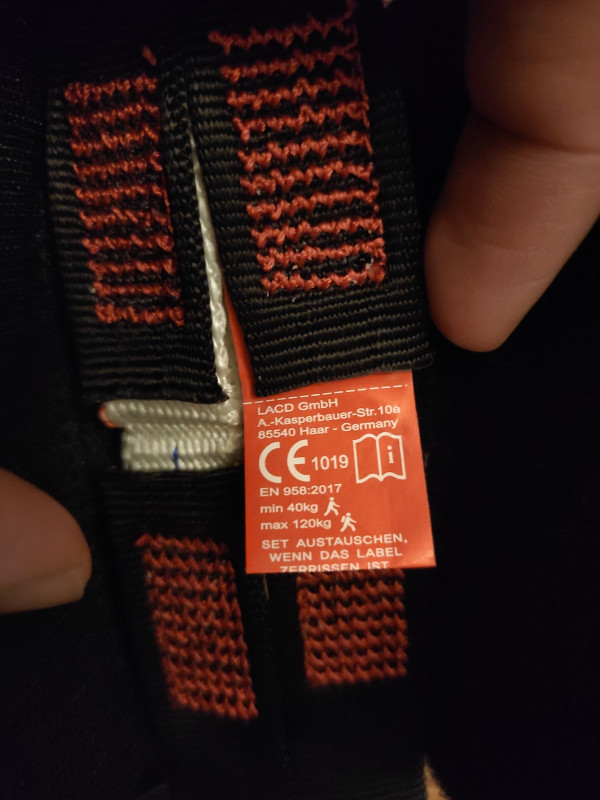 LACD GmbH
A.-Kasperbauer-Str.10a
85540 Haar - Germany
CE 1019 i
EN 958:2017
min 40kg
max 120kg
SET AUSTAUSCHEN,
WENN DAS LABEL
ZERRISSEN IST